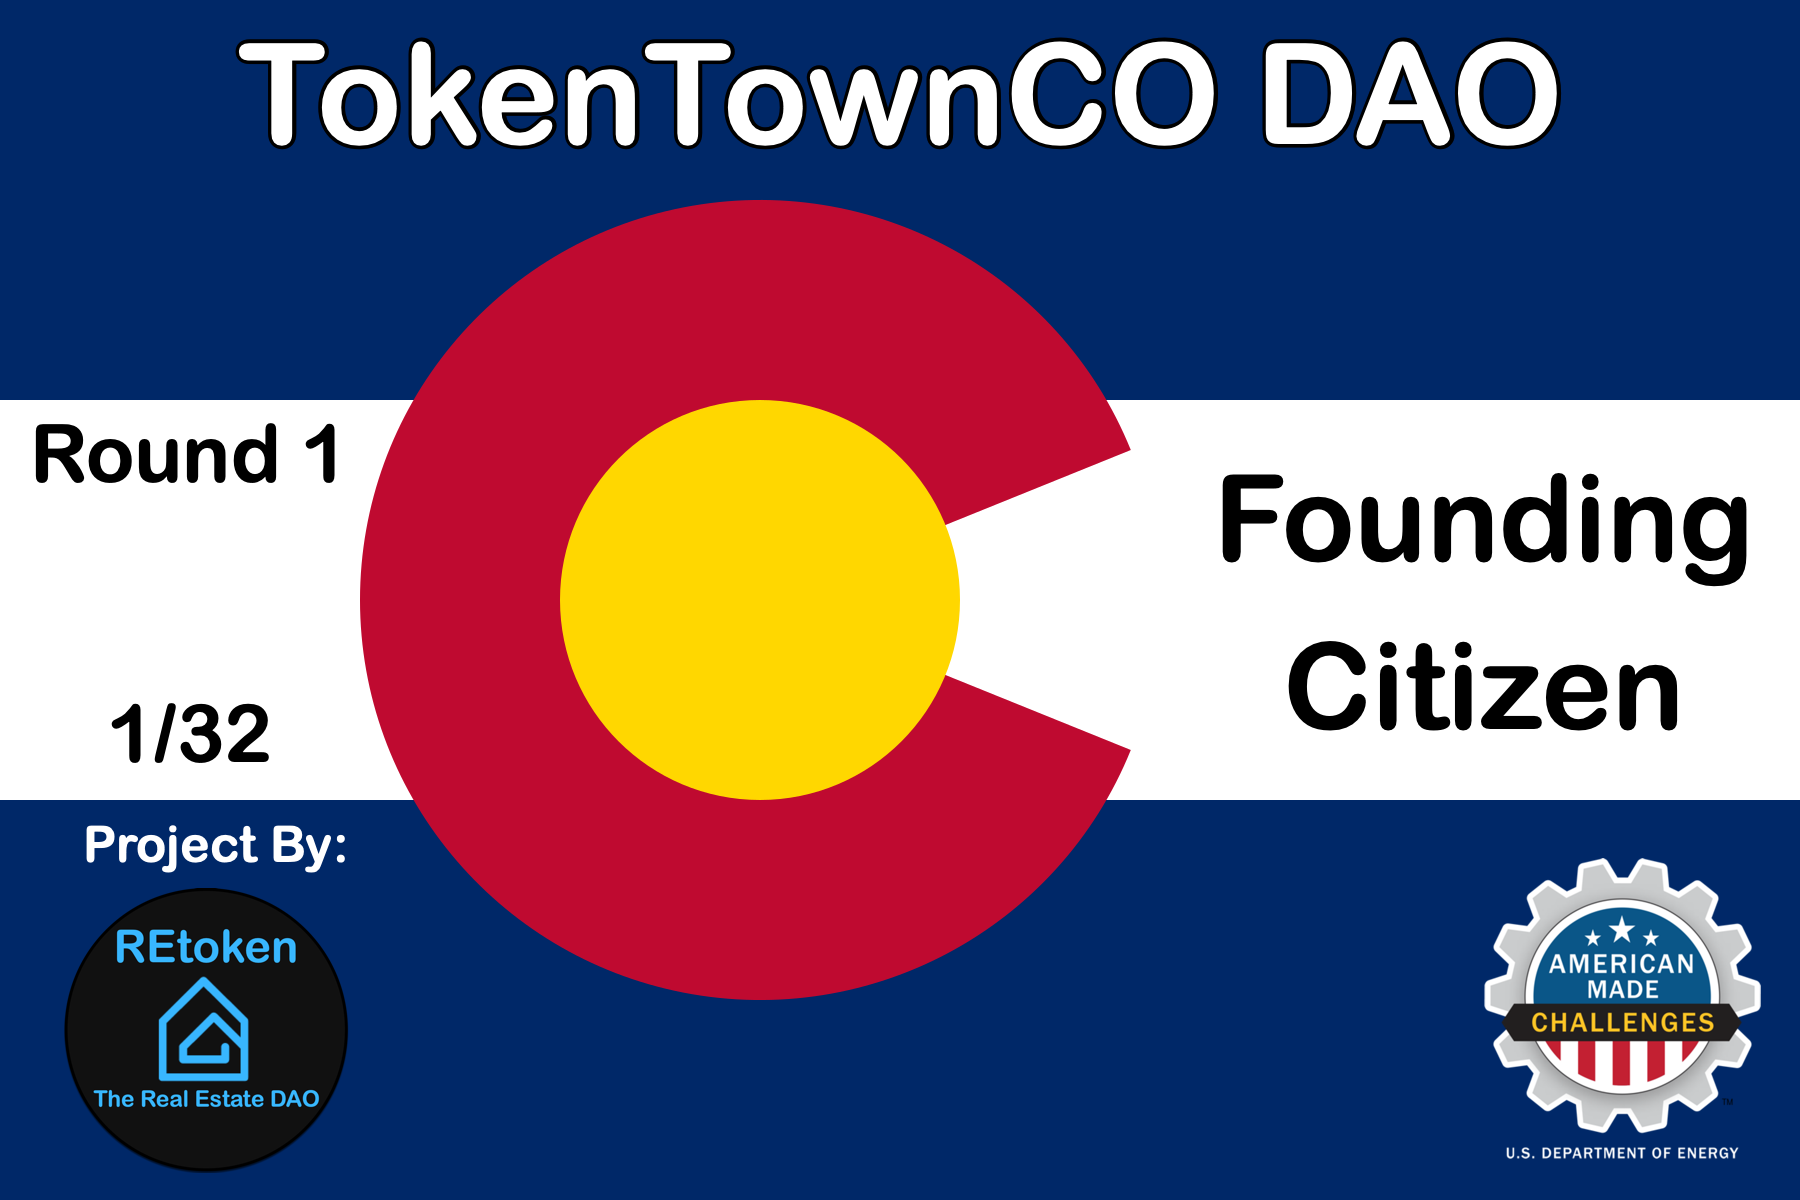 TokenTownCO DAO
Round 1
Founding
Citizen
1/32
Project By:
REtoken
The Real Estate DAO
AMERICAN
MADE
CHALLENGES
TM
U.S. DEPARTMENT OF ENERGY